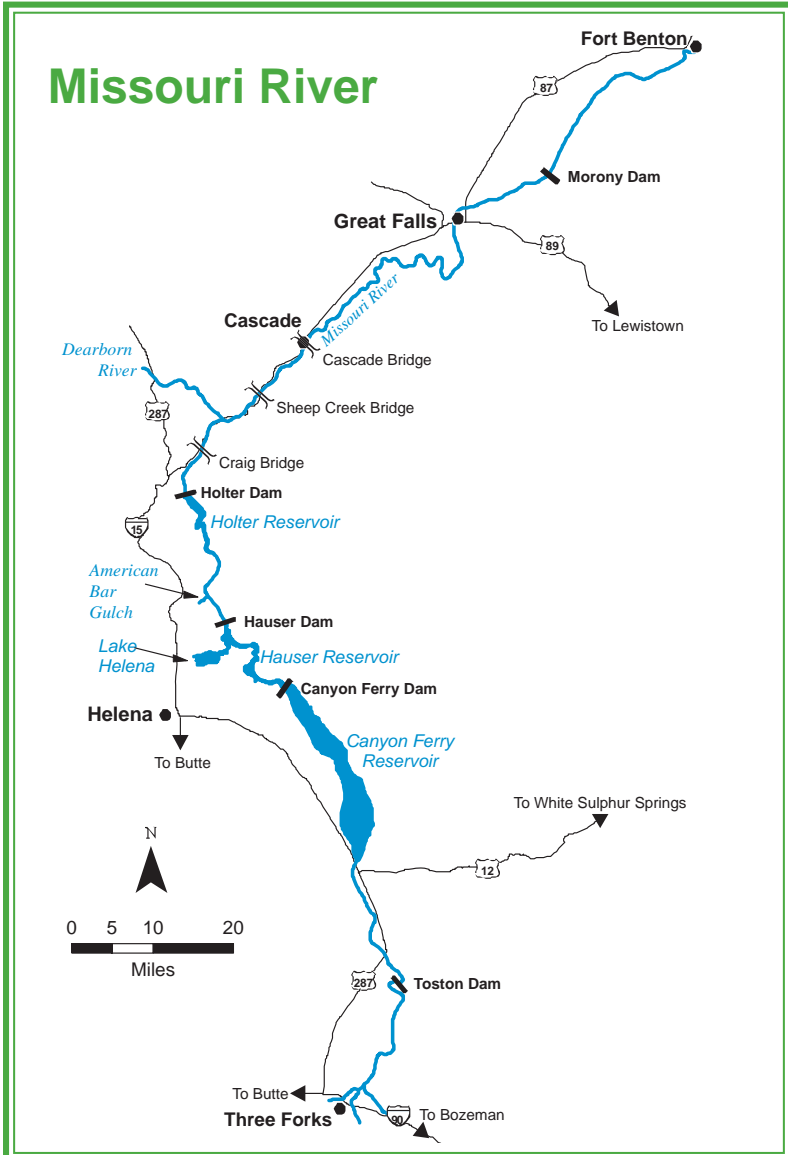 Missouri River
Fort Benton
87
Morony Dam
Great Falls
89
To Lewistown
Missouri River
Cascade
Cascade Bridge
Dearborn
River
Sheep Creek Bridge
287
Craig Bridge
Holter Dam
Holter Reservoir
15
American
Bar
Gulch
Hauser Dam
Lake
Helena
Hauser Reservoir
Canyon Ferry Dam
Helena
To Butte
Canyon Ferry
Reservoir
To White Sulphur Springs
12
N
0 5 10 20
Miles
287
Toston Dam
To Butte
Three Forks
90
To Bozeman